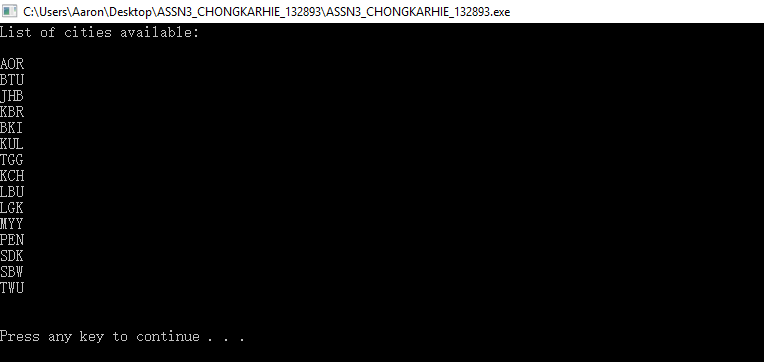 C:\Users\Aaron\Desktop\ASSN3_CHONGKARHIE_132893\ASSN3_CHONGKARHIE_132893.exe
List of cities available:
AOR
BTU
JHB
KBR
BKI
KUL
TGG
KCH
LBU
LGK
MYY
PEN
SDK
SBW
TWU
Press any key to continue . . .